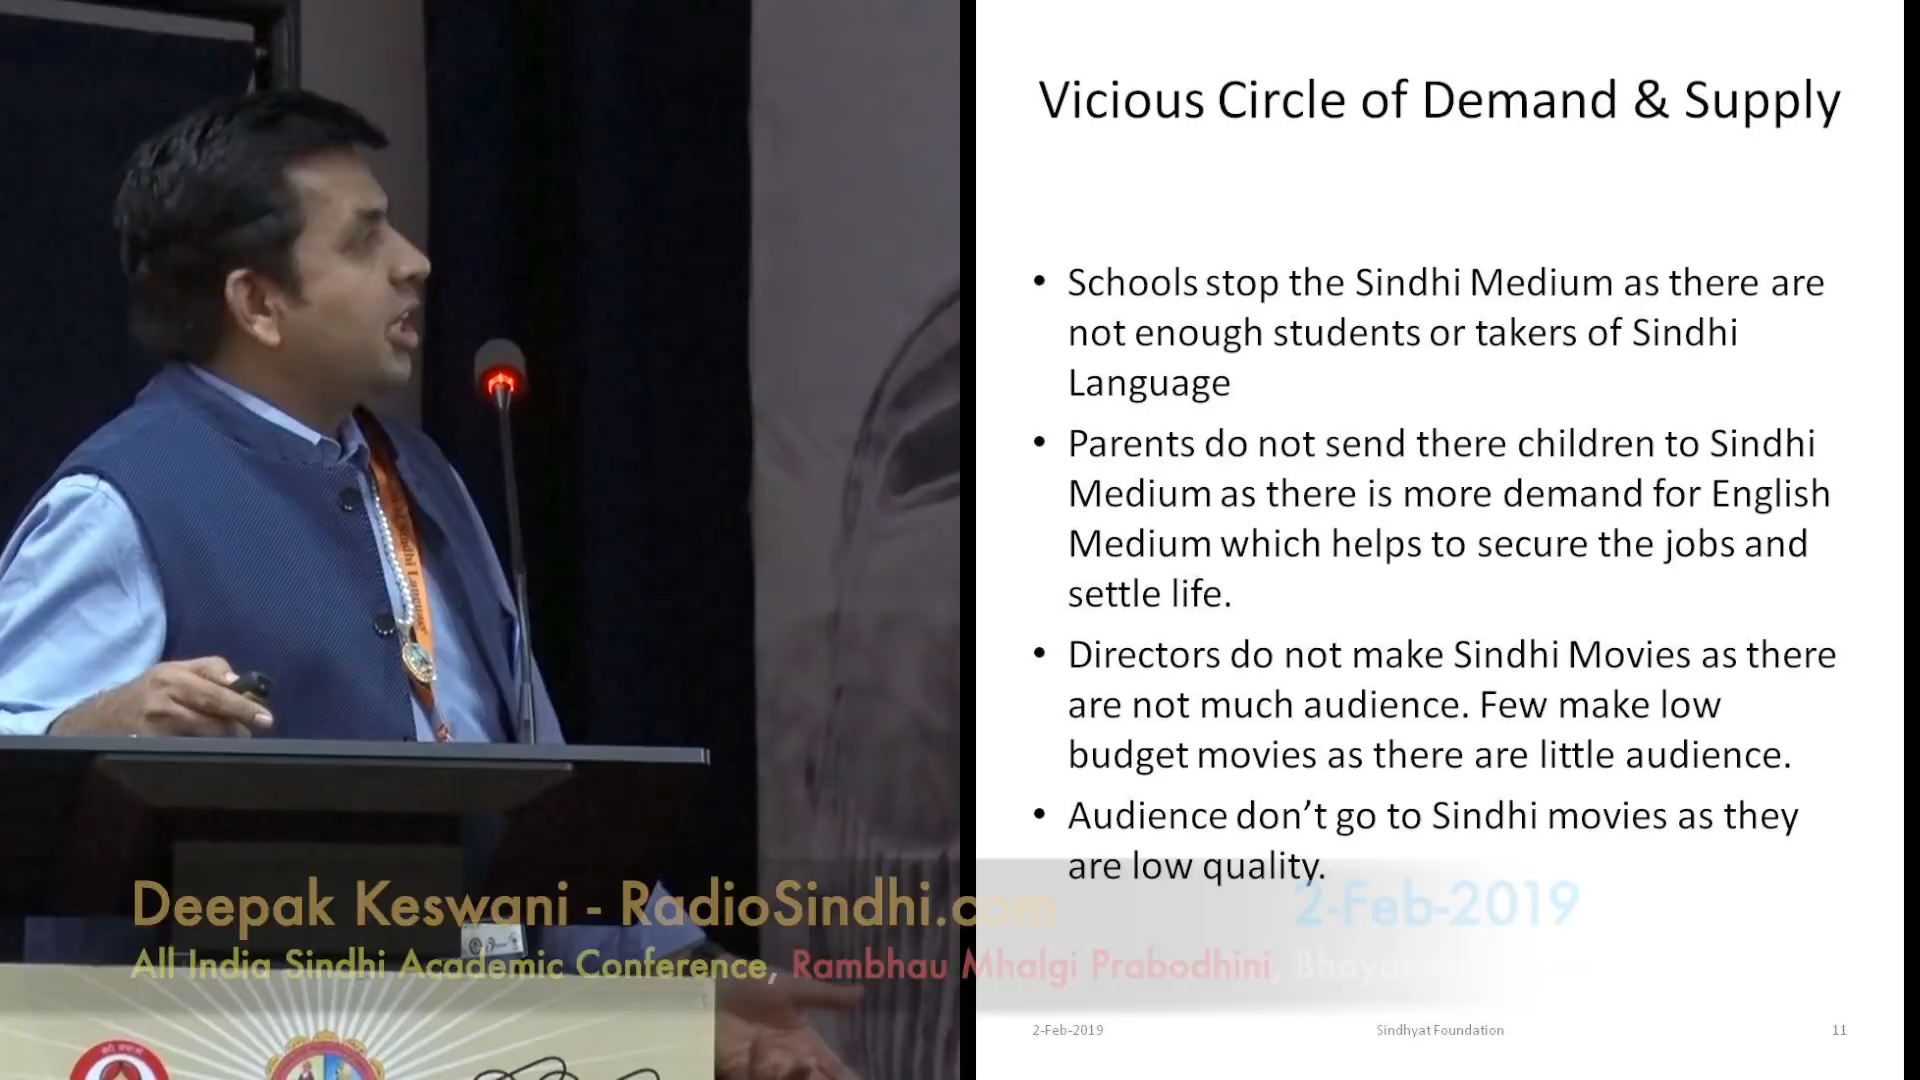 Vicious Circle of Demand & Supply
• Schools stop the Sindhi Medium as there are
not enough students or takers of Sindhi
Language
• Parents do not send there children to Sindhi
Medium as there is more demand for English
Medium which helps to secure the jobs and
settle life.
• Directors do not make Sindhi Movies as there
are not much audience. Few make low
budget movies as there are little audience.
• Audience don’t go to Sindhi movies as they
are low quality.
Deepak Keswani - RadioSindhi.com
2-Feb-2019
All India Sindhi Academic Conference, Rambhau Mhalgi Prabodhini,
2-Feb-2019
Sindhyat Foundation
11
Sindhi Language